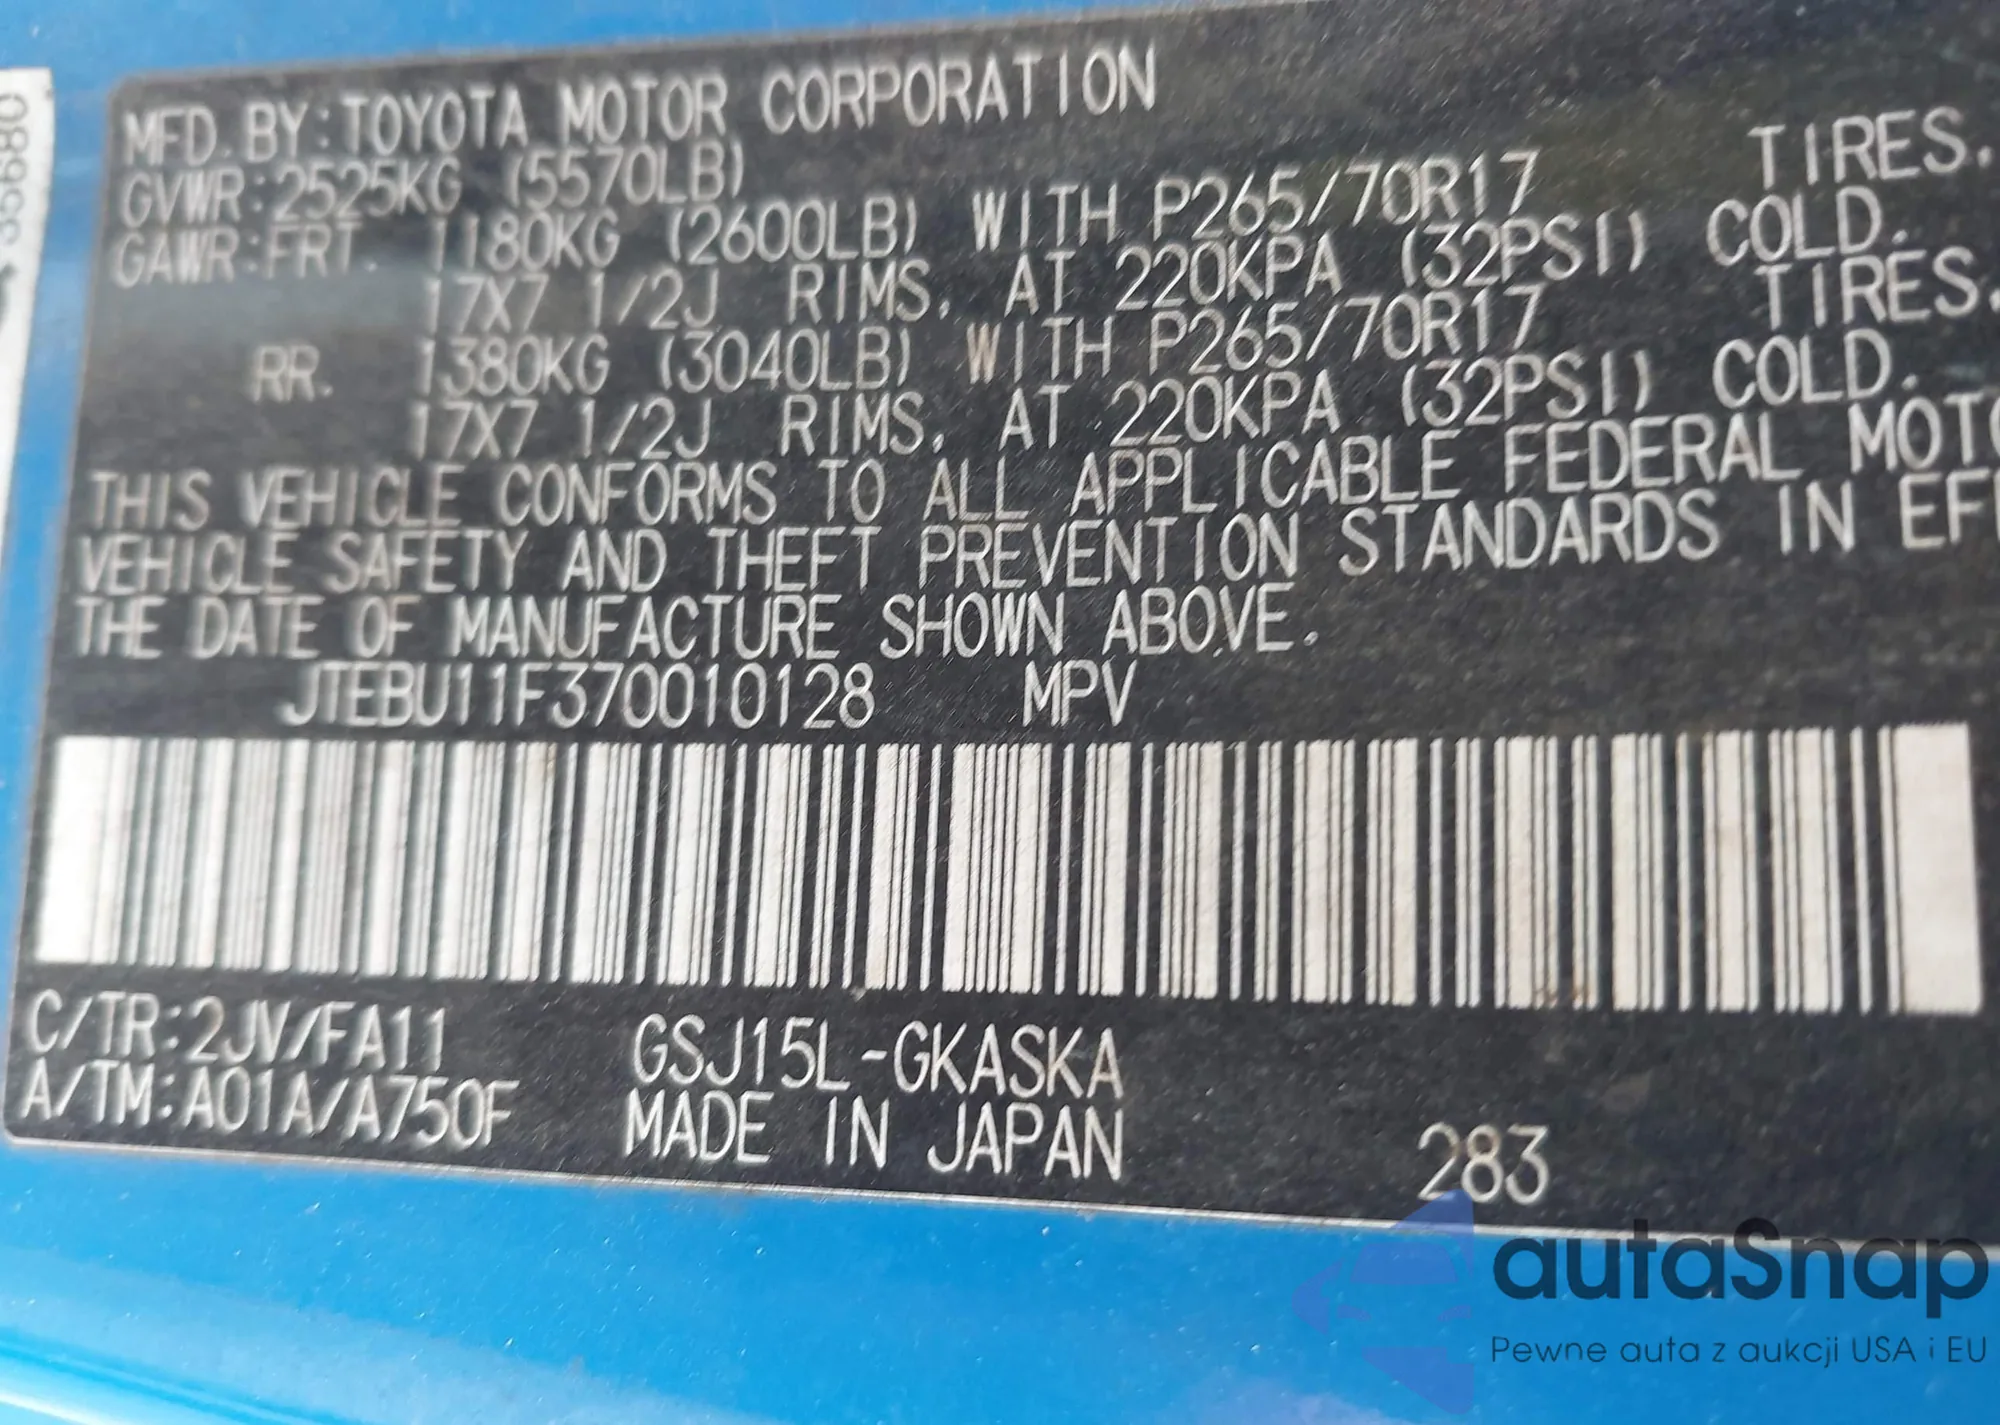 MFD. BY:TOYOTA MOTOR CORPORATION
GVWR:2525KG (5570LB)
GAWR:FRT. 1180KG (2600LB) WITH P265/70R17 TIRES.
17X7 1/2J RIMS, AT 220KPA (32PSI) COLD.
RR. 1380KG (3040LB) WITH P265/70R17 TIRES.
17X7 1/2J RIMS, AT 220KPA (32PSI) COLD.
THIS VEHICLE CONFORMS TO ALL APPLICABLE FEDERAL MOTO
VEHICLE SAFETY AND THEFT PREVENTION STANDARDS IN EF
THE DATE OF MANUFACTURE SHOWN ABOVE.
JTEBU11F370010128 MPV
C/TR:2JV/FA11 GSJ15L-GKASKA
A/TM:A01A/A750F MADE IN JAPAN 283
autaSnap
Pewne auta z aukcji USA i EU
35680